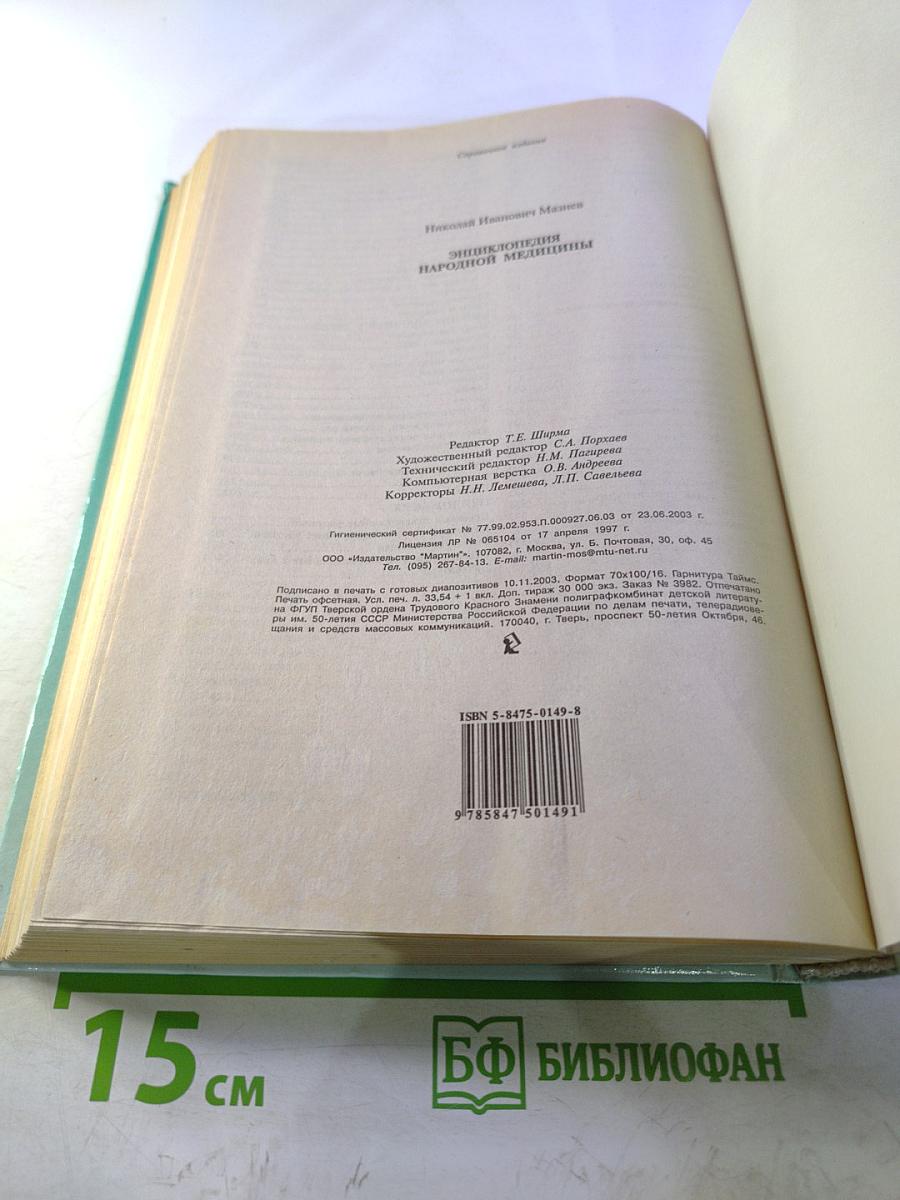 Справочное издание
Николай Иванович Мазнев
ЭНЦИКЛОПЕДИЯ
НАРОДНОЙ МЕДИЦИНЫ
Редактор Т.Е. Ширма
Художественный редактор С.А. Порхаев
Технический редактор Н.М. Пагирева
Компьютерная верстка О.В. Андреева
Корректоры Н.Н. Лемешева, Л.П. Савельева
Гигиенический сертификат № 77.99.02.953.П.000927.06.03 от 23.06.2003 г.
Лицензия ЛР № 065104 от 17 апреля 1997 г.
ООО «Издательство "Мартин"». 107082, г. Москва, ул. Б. Почтовая, 30, оф. 45
Тел. (095) 267-84-13. E-mail: martin-mos@mtu-net.ru
Подписано в печать с готовых диапозитивов 10.11.2003. Формат 70х100/16. Гарнитура Таймс.
Печать офсетная. Усл. печ. л. 33,54 + 1 вкл. Доп. тираж 30 000 экз. Заказ № 3982. Отпечатано
на ФГУП Тверской ордена Трудового Красного Знамени полиграфкомбинат детской литерату-
ры им. 50-летия СССР Министерства Российской Федерации по делам печати, телерадиове-
щания и средств массовых коммуникаций. 170040, г. Тверь, проспект 50-летия Октября, 46.
ISBN 5-8475-0149-8
9 785847 501491
15 см
БФ БИБЛИОФАН